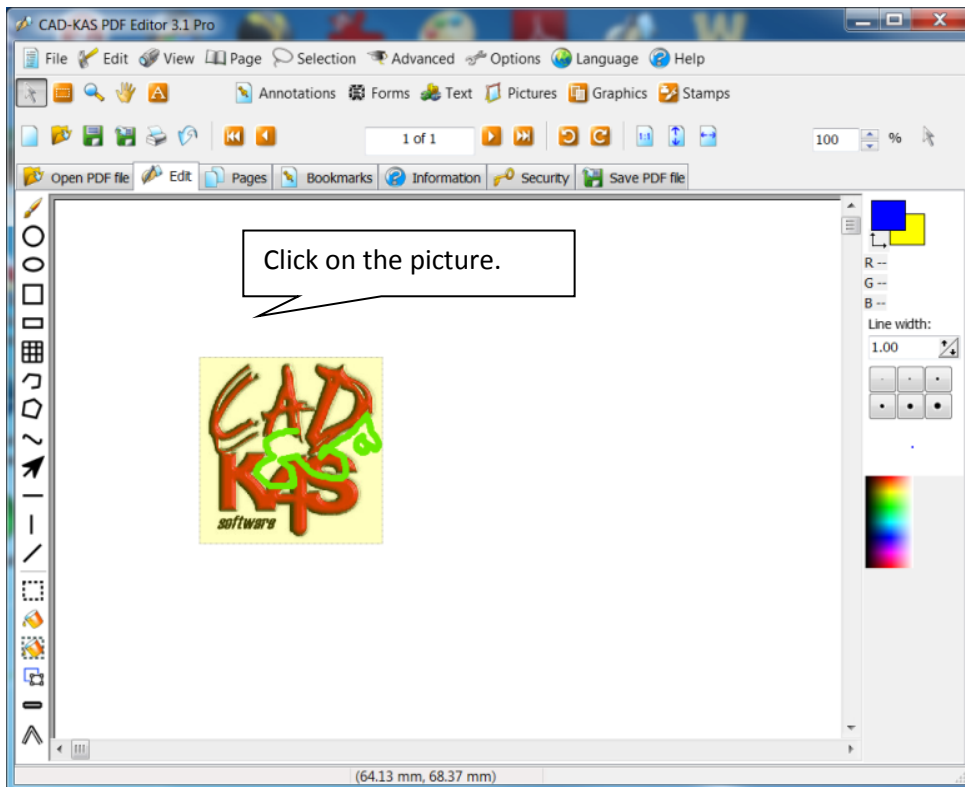 CAD-KAS PDF Editor 3.1 Pro
File Edit View Page Selection Advanced Options Language Help
Annotations Forms Text Pictures Graphics Stamps
1 of 1 100 %
Open PDF file Edit Pages Bookmarks Information Security Save PDF file
Click on the picture.
R --
G --
B --
Line width:
1.00
CAD
KAS
software
(64.13 mm, 68.37 mm)